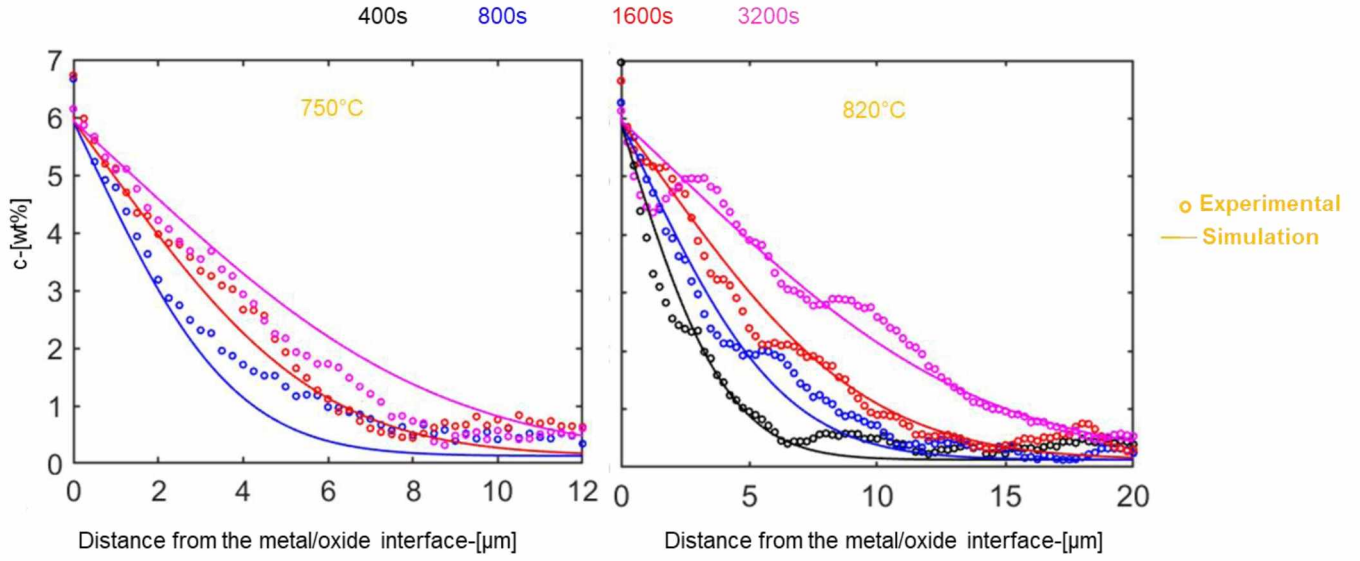 400s 800s 1600s 3200s
7
6
5
4
3
2
1
0
c-[wt%]
750°C
0 2 4 6 8 10 12
Distance from the metal/oxide interface-[µm]
820°C
0 5 10 15 20
Distance from the metal/oxide interface-[µm]
Experimental
Simulation